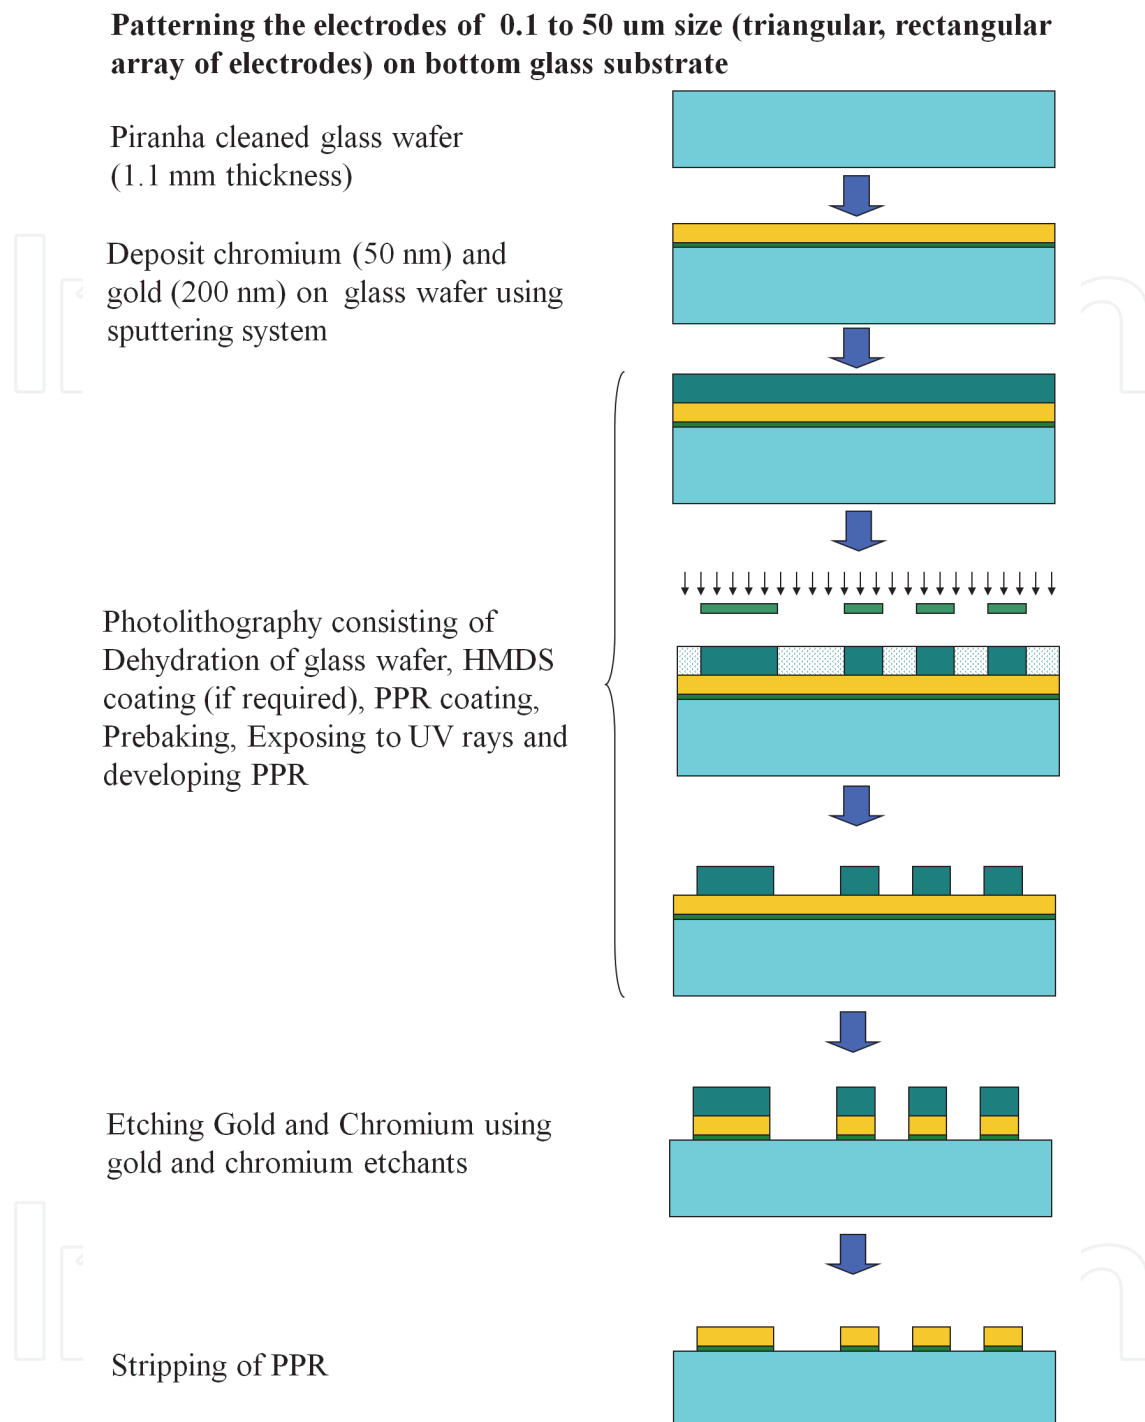 Patterning the electrodes of  0.1 to 50 um size (triangular, rectangular
array of electrodes) on bottom glass substrate
Piranha cleaned glass wafer
(1.1 mm thickness)
Deposit chromium (50 nm) and
gold (200 nm) on  glass wafer using
sputtering system
Photolithography consisting of
Dehydration of glass wafer, HMDS
coating (if required), PPR coating,
Prebaking, Exposing to UV rays and
developing PPR
Etching Gold and Chromium using
gold and chromium etchants
Stripping of PPR